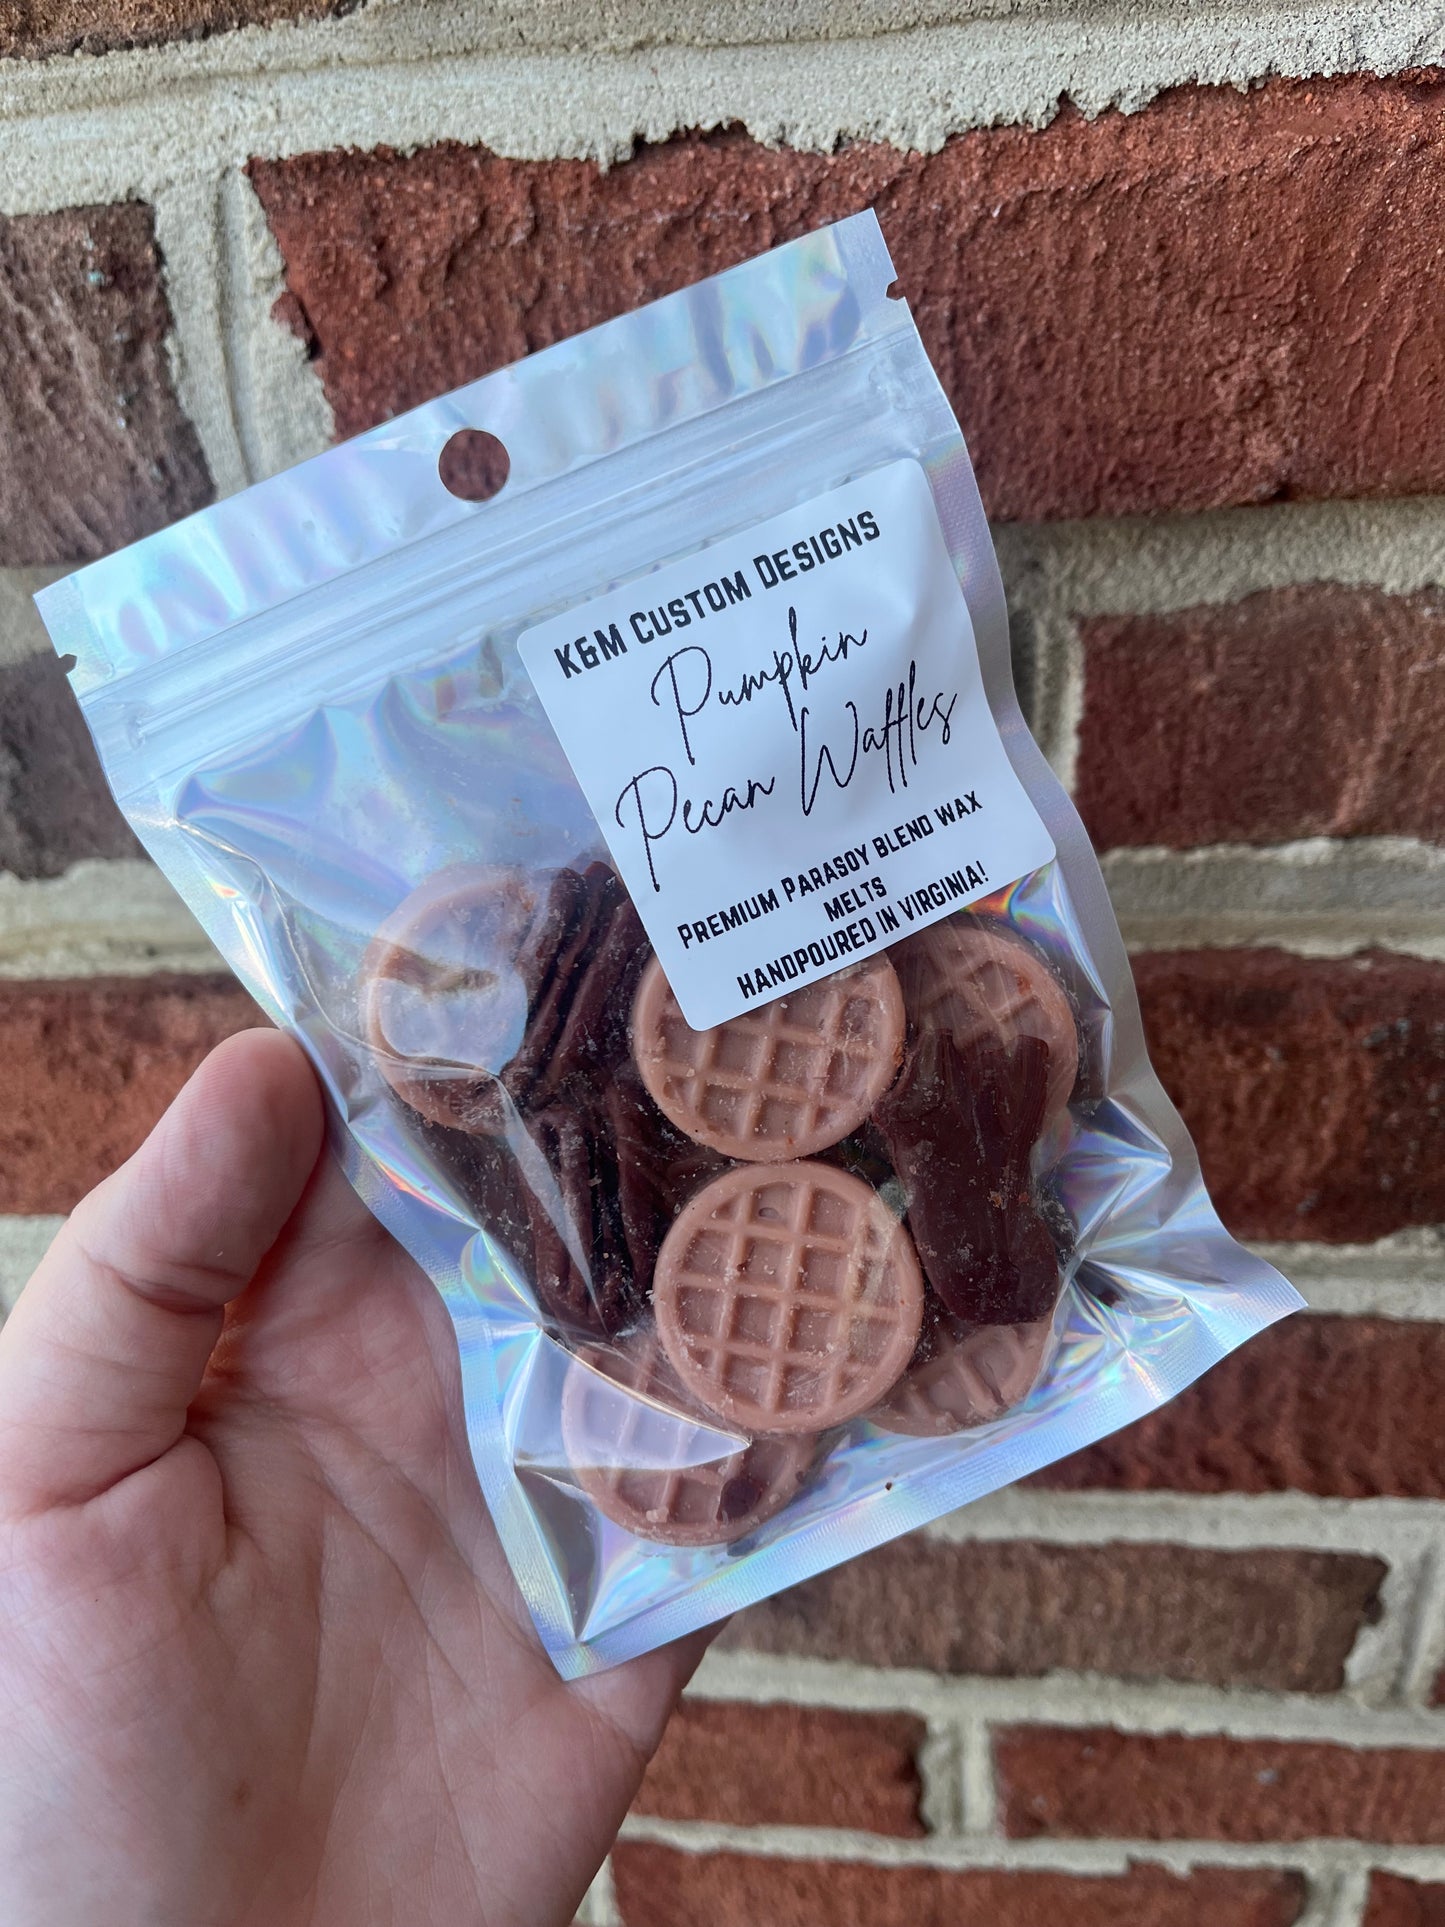 K&M Custom Designs
Pumpkin
Pecan Waffles
Premium Parasoy blend wax
melts
Handpoured in Virginia!